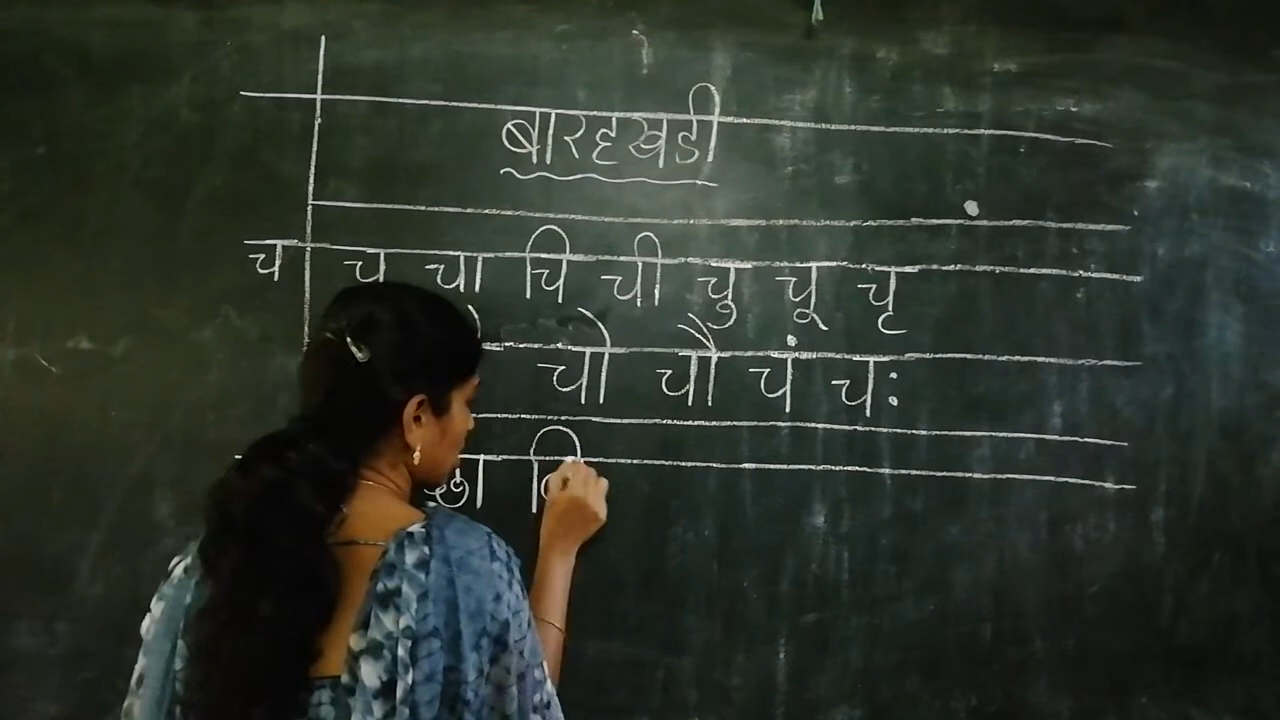 बारहखडी
च च चा चि ची चु चू चृ
चो चौ चं चः
छा